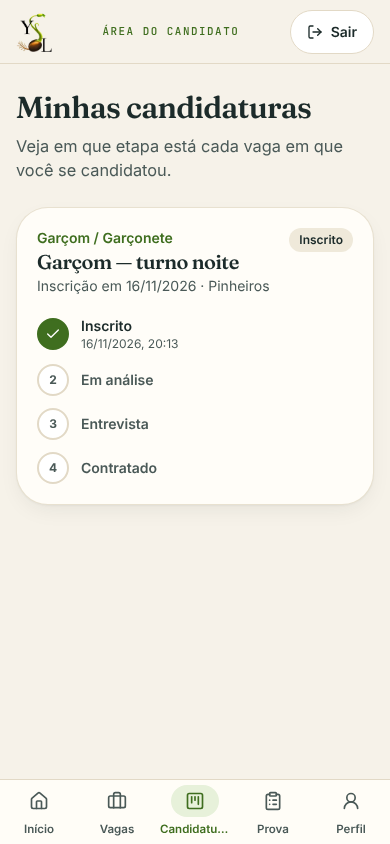 YSL
ÁREA DO CANDIDATO
Sair
Minhas candidaturas
Veja em que etapa está cada vaga em que
você se candidatou.
Garçom / Garçonete
Inscrito
Garçom — turno noite
Inscrição em 16/11/2026 · Pinheiros
Inscrito
16/11/2026, 20:13
2
Em análise
3
Entrevista
4
Contratado
Início
Vagas
Candidatu...
Prova
Perfil